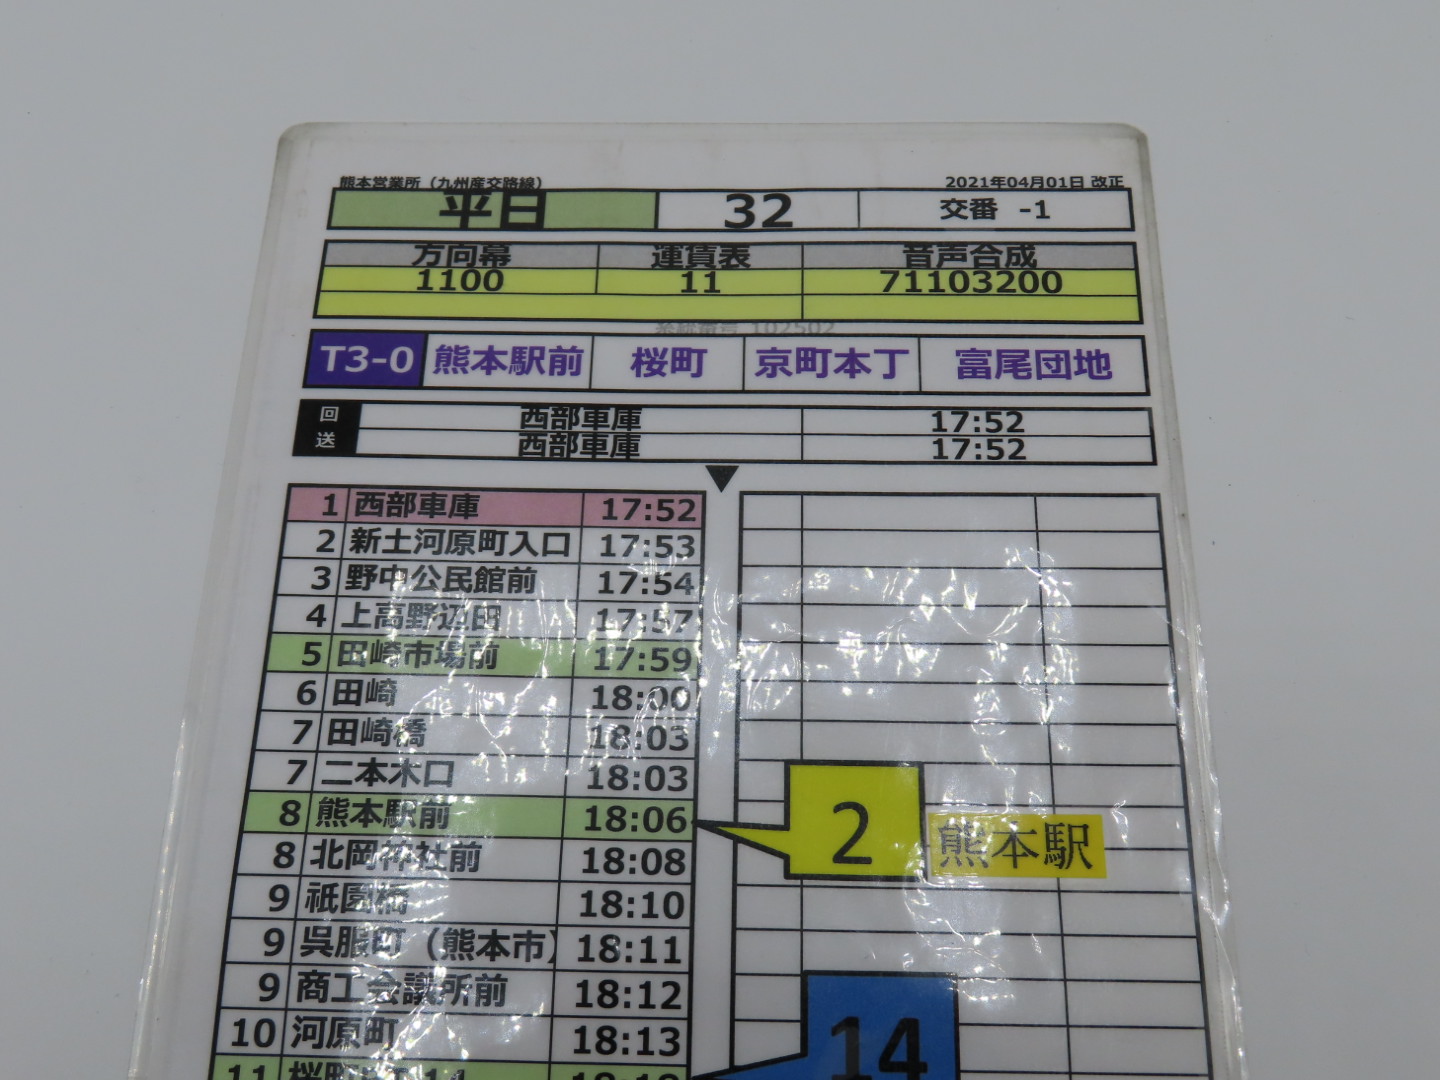 熊本営業所（九州産交路線） 2021年04月01日 改正
平日 32 交番 -1
方向幕 運賃表 音声合成
1100 11 71103200
系統番号 102502
T3-0 熊本駅前 桜町 京町本丁 富尾団地
回送 西部車庫 17:52
西部車庫 17:52
1 西部車庫 17:52
2 新土河原町入口 17:53
3 野中公民館前 17:54
4 上高野辺田 17:57
5 田崎市場前 17:59
6 田崎 18:00
7 田崎橋 18:03
7 二本木口 18:03
8 熊本駅前 18:06 2 熊本駅
8 北岡神社前 18:08
9 祇園橋 18:10
9 呉服町（熊本市） 18:11
9 商工会議所前 18:12
10 河原町 18:13
11 14